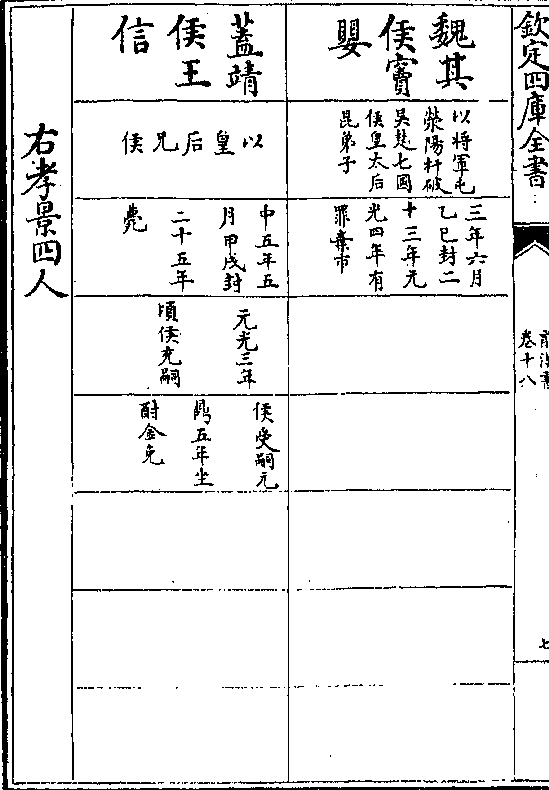 欽定四庫全書
前漢書
卷十八
七
魏其
侯竇
嬰
以將軍屯
滎陽扞破
吳楚七國
侯皇太后
昆弟子
三年六月
乙巳封二
十三年元
光四年有
罪棄市
蓋靖
侯王
信
以皇后兄侯
中五年五
月甲戌封
二十五年
薨
元光三年
頃侯充嗣
侯受嗣元
鼎五年坐
酎金免
右孝景四人